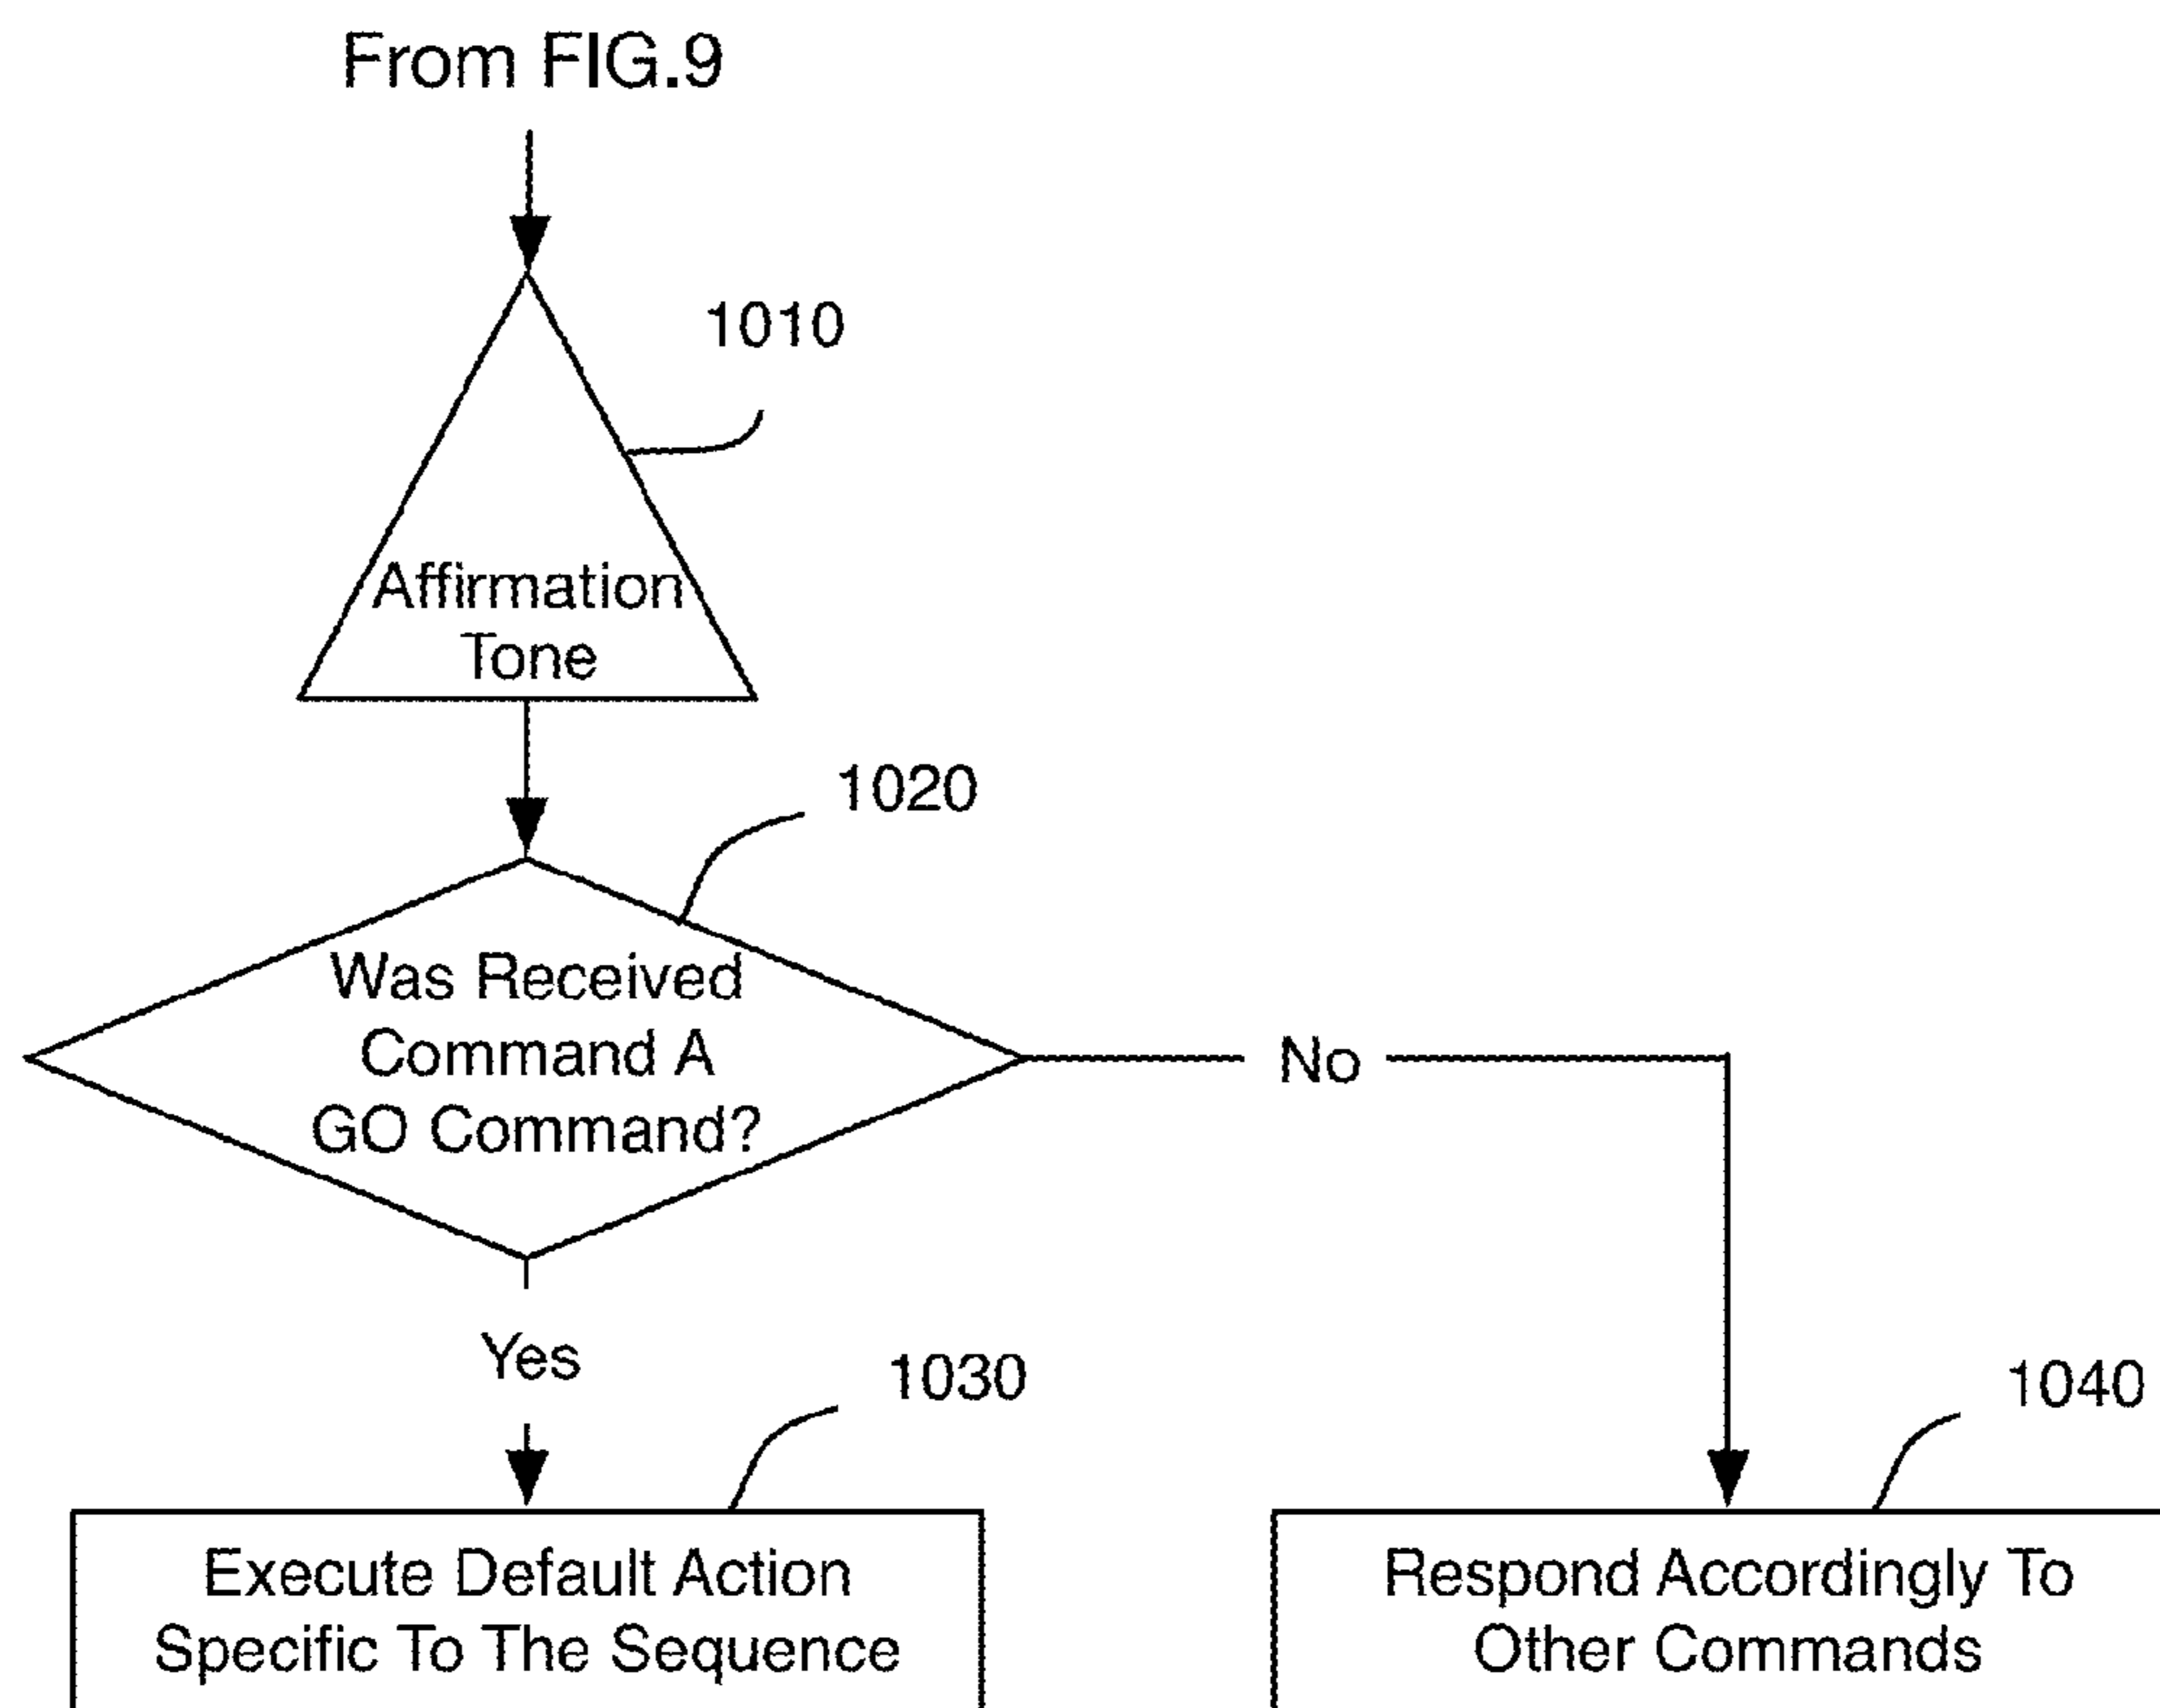 From FIG.9
1010
Affirmation
Tone
1020
Was Received
Command A
GO Command?
No
Yes
1030
1040
Execute Default Action
Specific To The Sequence
Respond Accordingly To
Other Commands